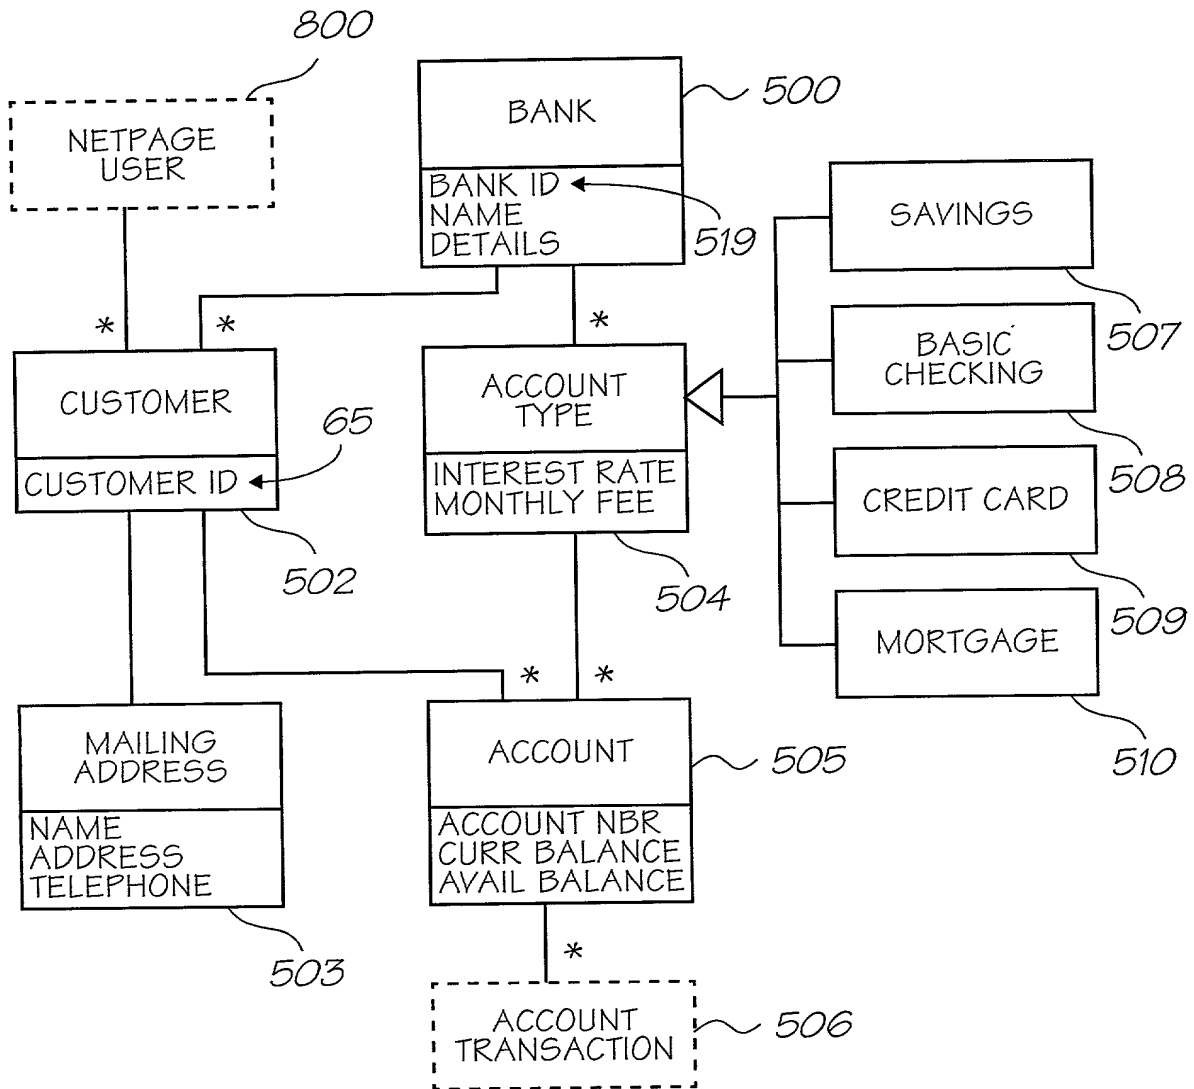 800
NETPAGE
USER
BANK
500
BANK ID
NAME
DETAILS
519
SAVINGS
507
*
*
*
CUSTOMER
65
CUSTOMER ID
502
ACCOUNT
TYPE
INTEREST RATE
MONTHLY FEE
504
BASIC
CHECKING
508
CREDIT CARD
509
MORTGAGE
510
*
*
MAILING
ADDRESS
NAME
ADDRESS
TELEPHONE
503
ACCOUNT
505
ACCOUNT NBR
CURR BALANCE
AVAIL BALANCE
*
ACCOUNT
TRANSACTION
506